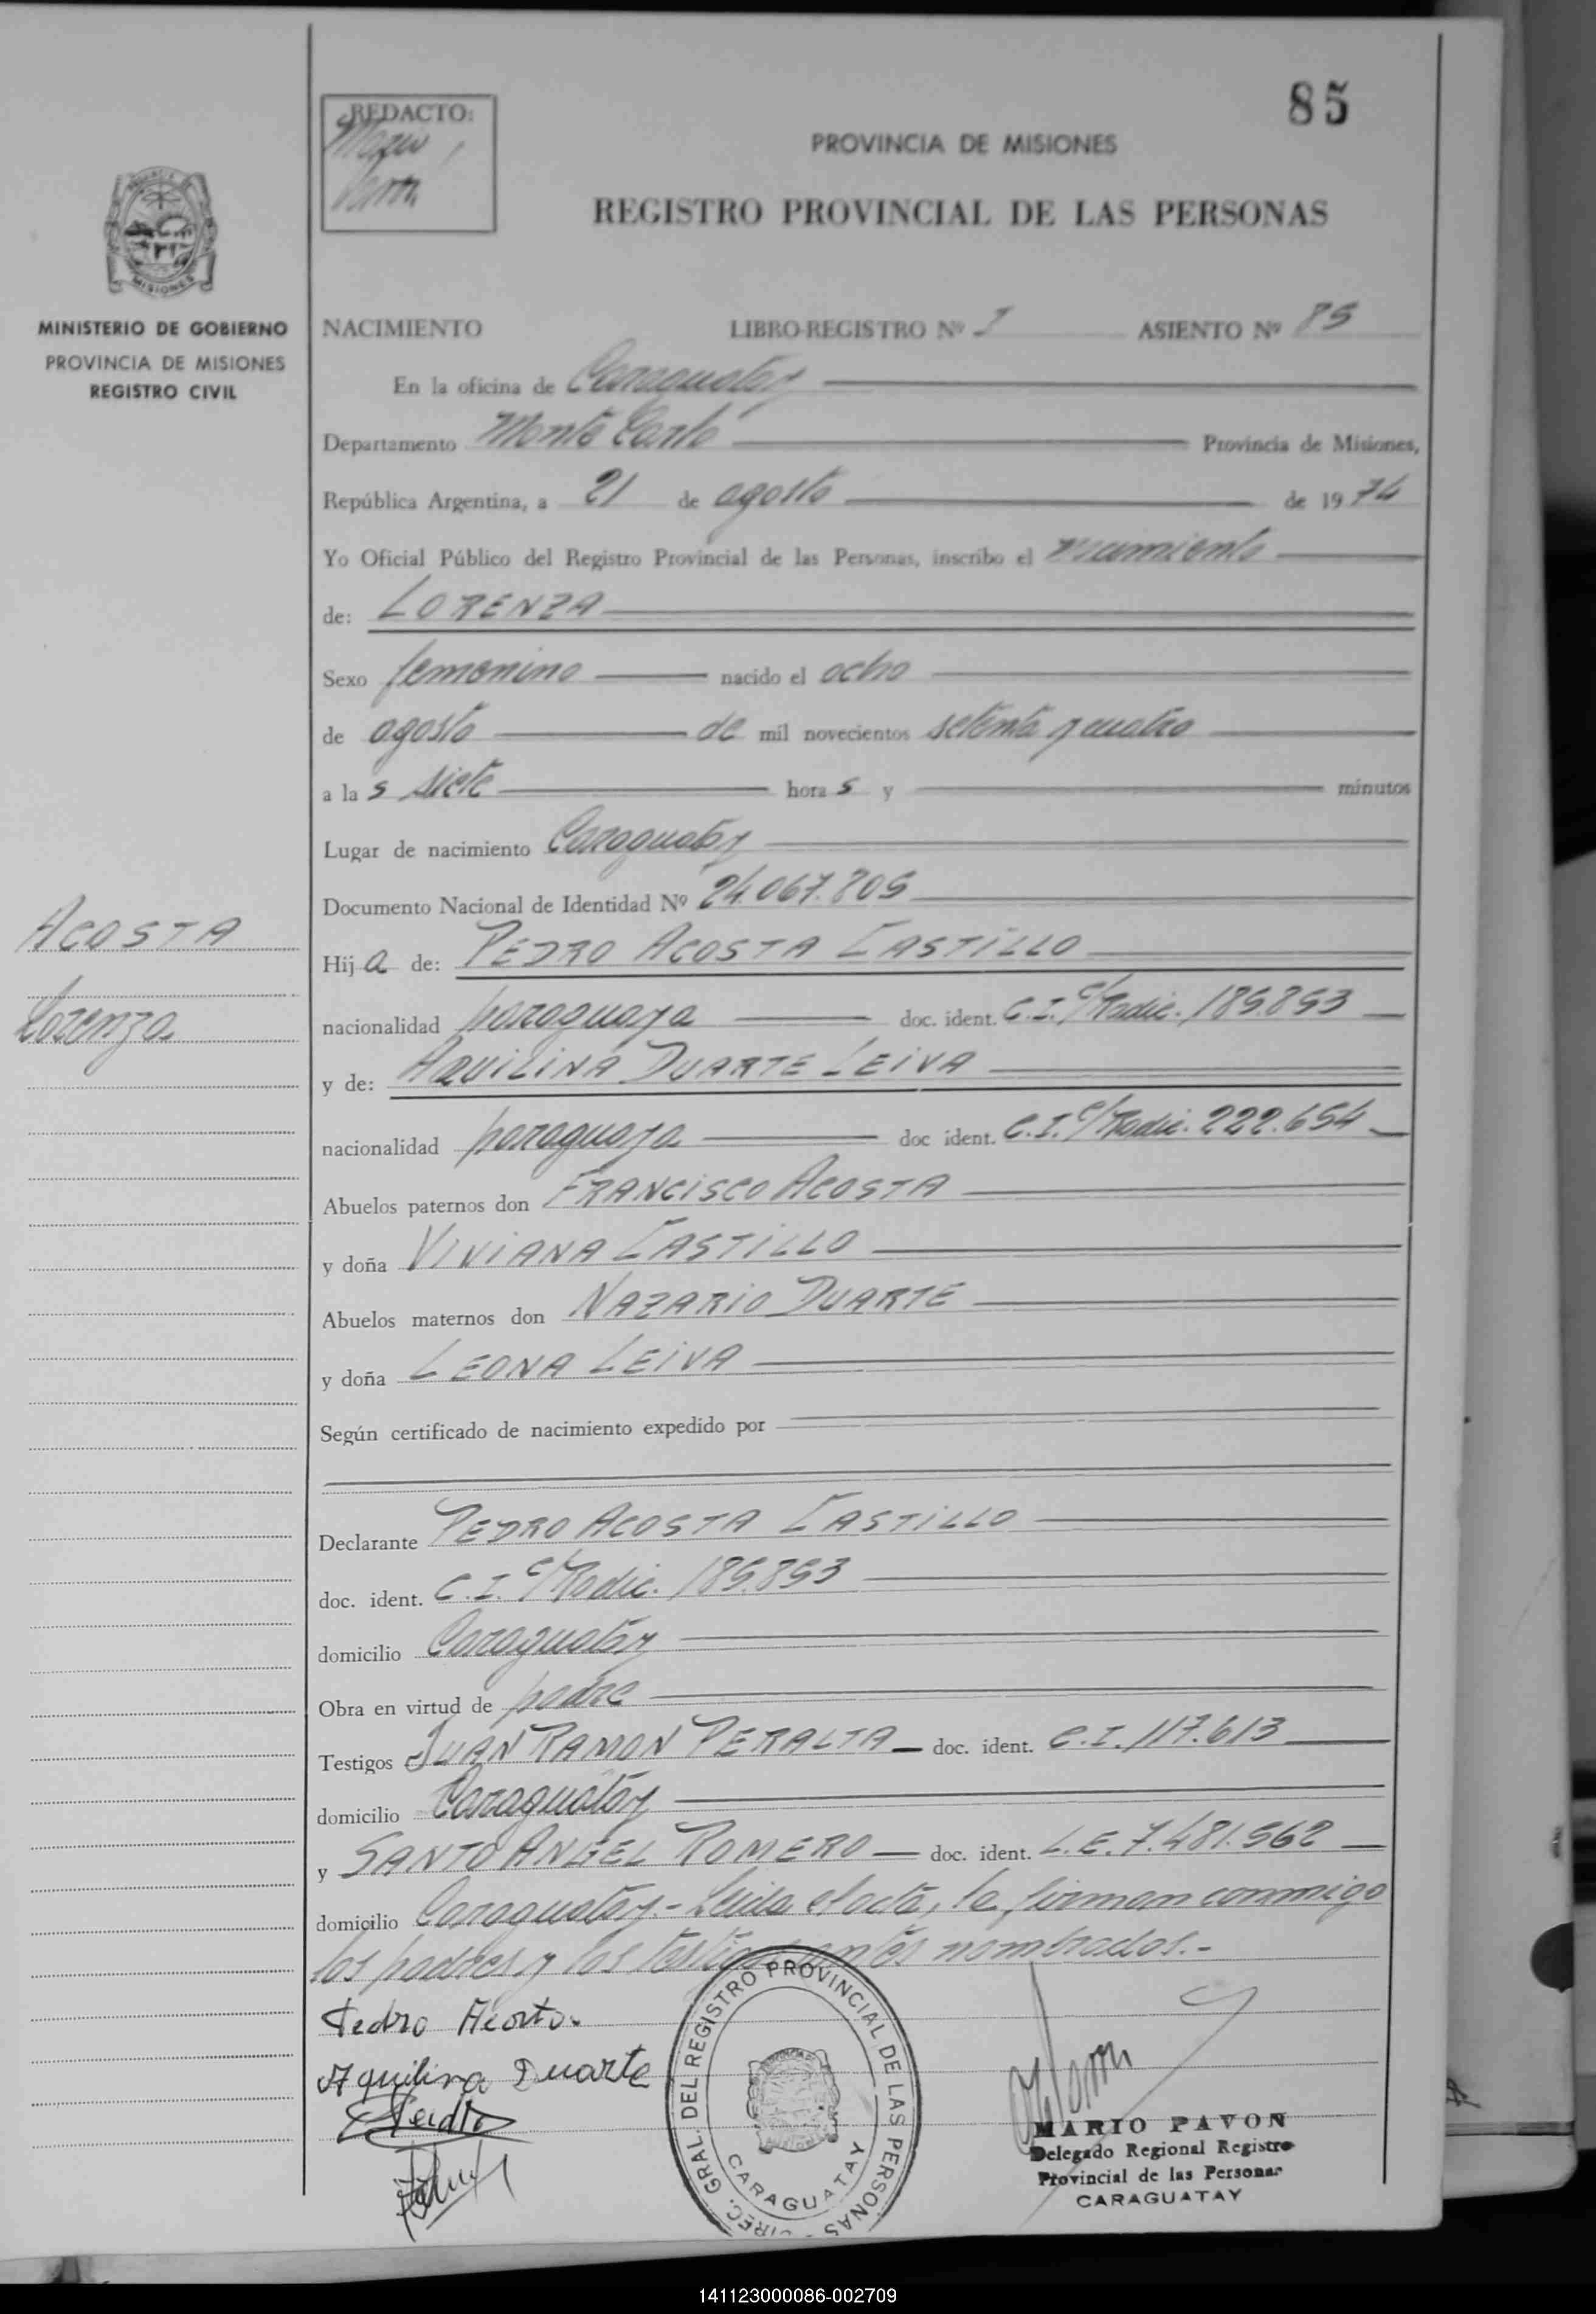 85
REDACTO:
PROVINCIA DE MISIONES
REGISTRO PROVINCIAL DE LAS PERSONAS
MISIONES
MINISTERIO DE GOBIERNO
PROVINCIA DE MISIONES
REGISTRO CIVIL
NACIMIENTO LIBRO-REGISTRO Nº I ASIENTO Nº 85
En la oficina de Caraguatay
Departamento Monte Carlo Provincia de Misiones,
República Argentina, a 21 de agosto de 1974
Yo Oficial Público del Registro Provincial de las Personas, inscribo el nacimiento
de: LORENZA
Sexo femenino nacido el ocho
de agosto de mil novecientos setenta y cuatro
a las siete horas y minutos
Lugar de nacimiento Caraguatay
Documento Nacional de Identidad Nº 24.067.805
ACOSTA
Lorenza
Hija de: PEDRO ACOSTA CASTILLO
nacionalidad paraguaya doc. ident. C.I. c/Radic. 185.853
y de: AQUILINA DUARTE LEIVA
nacionalidad paraguaya doc ident. C.I. c/Radic. 222.654
Abuelos paternos don FRANCISCO ACOSTA
y doña VIVIANA CASTILLO
Abuelos maternos don NAZARIO DUARTE
y doña LEONA LEIVA
Según certificado de nacimiento expedido por
Declarante PEDRO ACOSTA CASTILLO
doc. ident. C.I. c/Radic. 185.853
domicilio Caraguatay
Obra en virtud de padre
Testigos JUAN RAMON PERALTA doc. ident. C.I. 117.613
domicilio Caraguatay
y SANTO ANGEL ROMERO doc. ident. L.E. 7.481.562
domicilio Caraguatay.- Leída el acta, la firman conmigo
los padres y los testigos antes nombrados.-
Pedro Acosta.
Aquilina Duarte
DIREC. GRAL. DEL REGISTRO PROVINCIAL DE LAS PERSONAS -
CARAGUATAY
MARIO PAVON
Delegado Regional Registro
Provincial de las Personas
CARAGUATAY
141123000086-002709